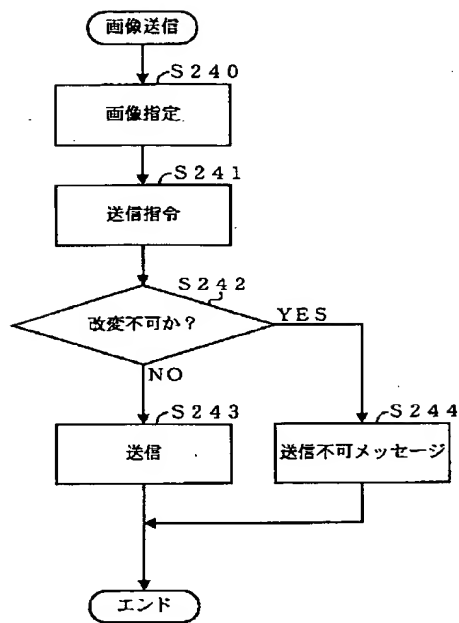 画像送信
S240
画像指定
S241
送信指令
S242
改変不可か？
YES
NO
S243
送信
S244
送信不可メッセージ
エンド